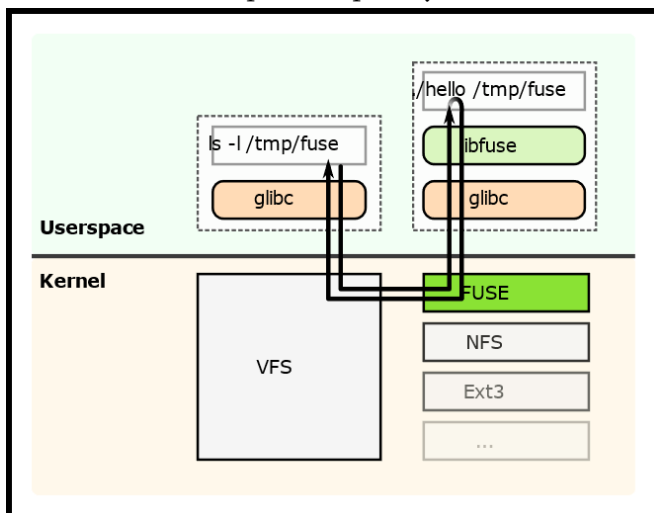 ./hello /tmp/fuse
ls -l /tmp/fuse
libfuse
glibc
glibc
Userspace
Kernel
FUSE
NFS
VFS
Ext3
...